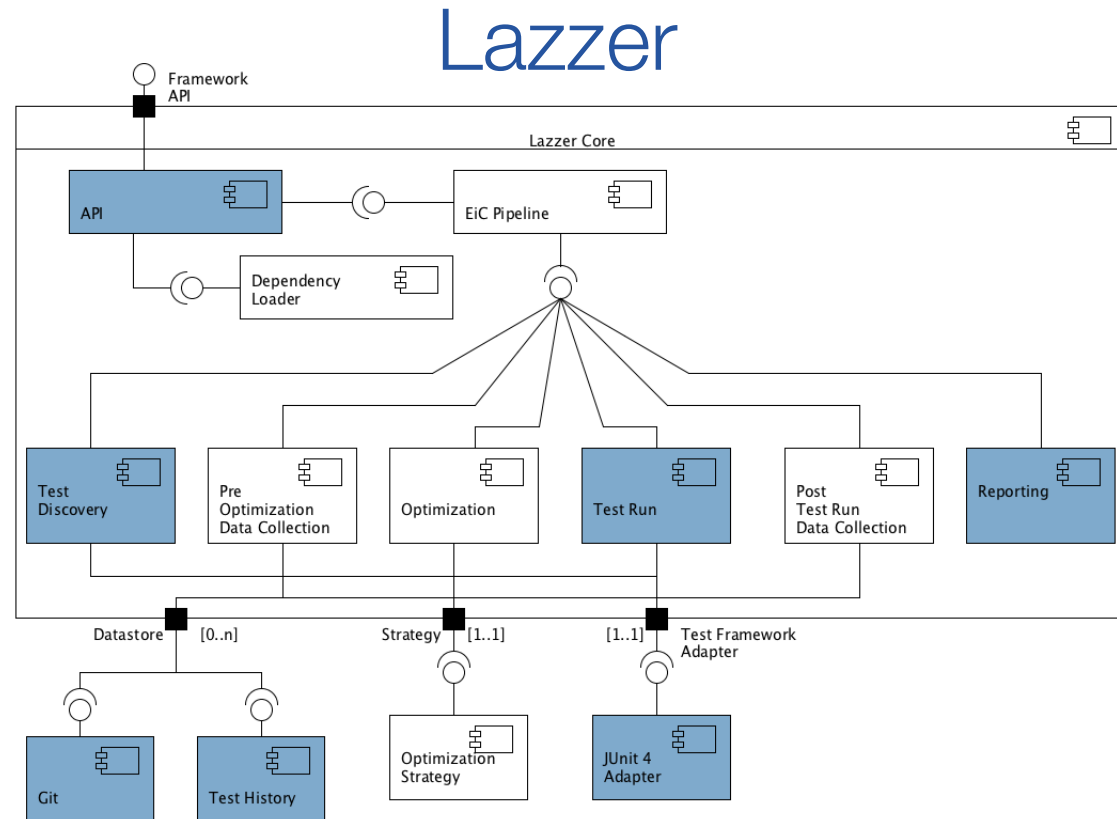 Lazzer
Framework
API
Lazzer Core
API
EiC Pipeline
Dependency
Loader
Test
Discovery
Pre
Optimization
Data Collection
Optimization
Test Run
Post
Test Run
Data Collection
Reporting
Datastore
[0..n]
Strategy
[1..1]
[1..1]
Test Framework
Adapter
Git
Test History
Optimization
Strategy
JUnit 4
Adapter